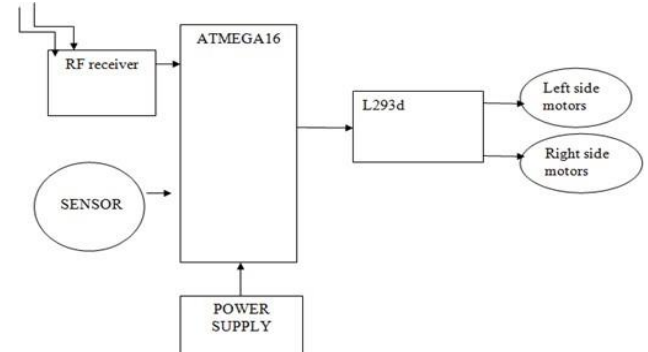 ATMEGA16
RF receiver
L293d
Left side
motors
Right side
motors
SENSOR
POWER
SUPPLY